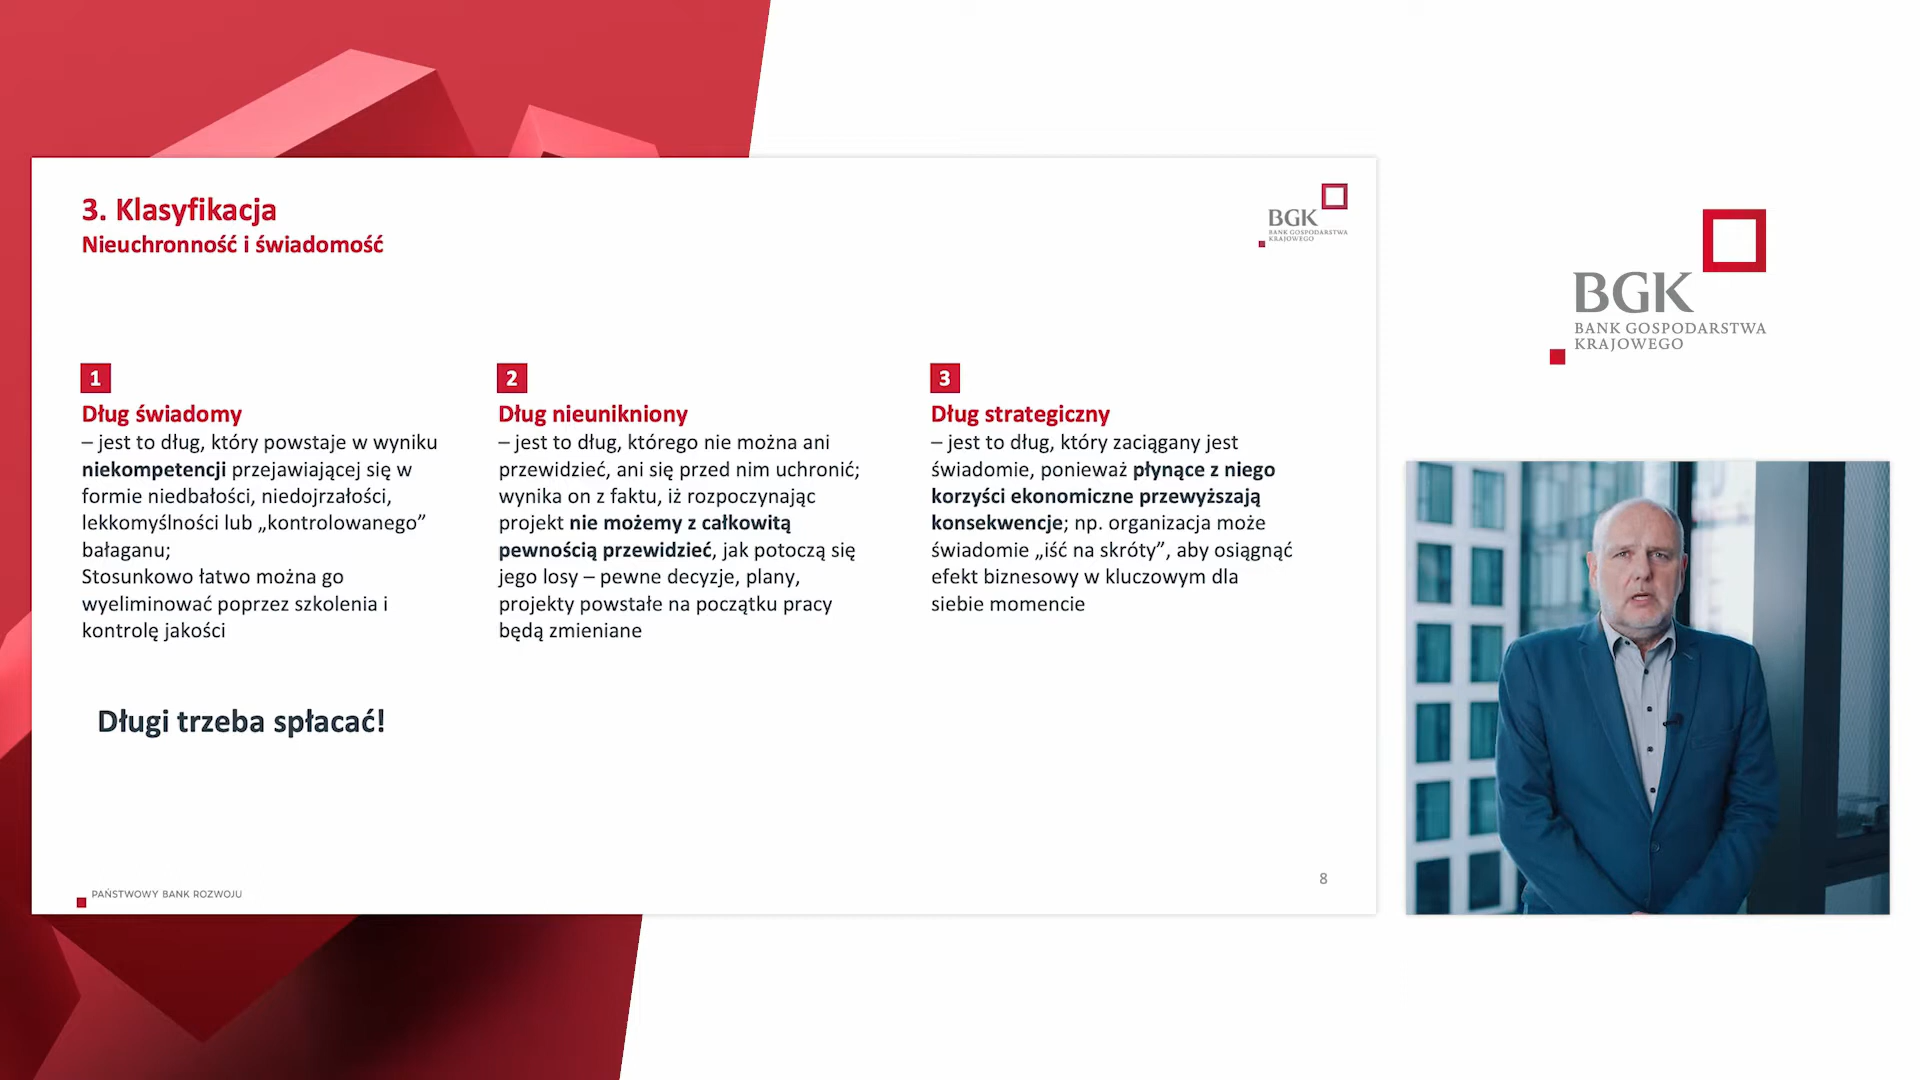 3. Klasyfikacja
Nieuchronność i świadomość
BGK
BANK GOSPODARSTWA
KRAJOWEGO
1
Dług świadomy
– jest to dług, który powstaje w wyniku
niekompetencji przejawiającej się w
formie niedbałości, niedojrzałości,
lekkomyślności lub „kontrolowanego”
bałaganu;
Stosunkowo łatwo można go
wyeliminować poprzez szkolenia i
kontrolę jakości
2
Dług nieunikniony
– jest to dług, którego nie można ani
przewidzieć, ani się przed nim uchronić;
wynika on z faktu, iż rozpoczynając
projekt nie możemy z całkowitą
pewnością przewidzieć, jak potoczą się
jego losy – pewne decyzje, plany,
projekty powstałe na początku pracy
będą zmieniane
3
Dług strategiczny
– jest to dług, który zaciągany jest
świadomie, ponieważ płynące z niego
korzyści ekonomiczne przewyższają
konsekwencje; np. organizacja może
świadomie „iść na skróty”, aby osiągnąć
efekt biznesowy w kluczowym dla
siebie momencie
Długi trzeba spłacać!
PAŃSTWOWY BANK ROZWOJU
8
BGK
BANK GOSPODARSTWA
KRAJOWEGO